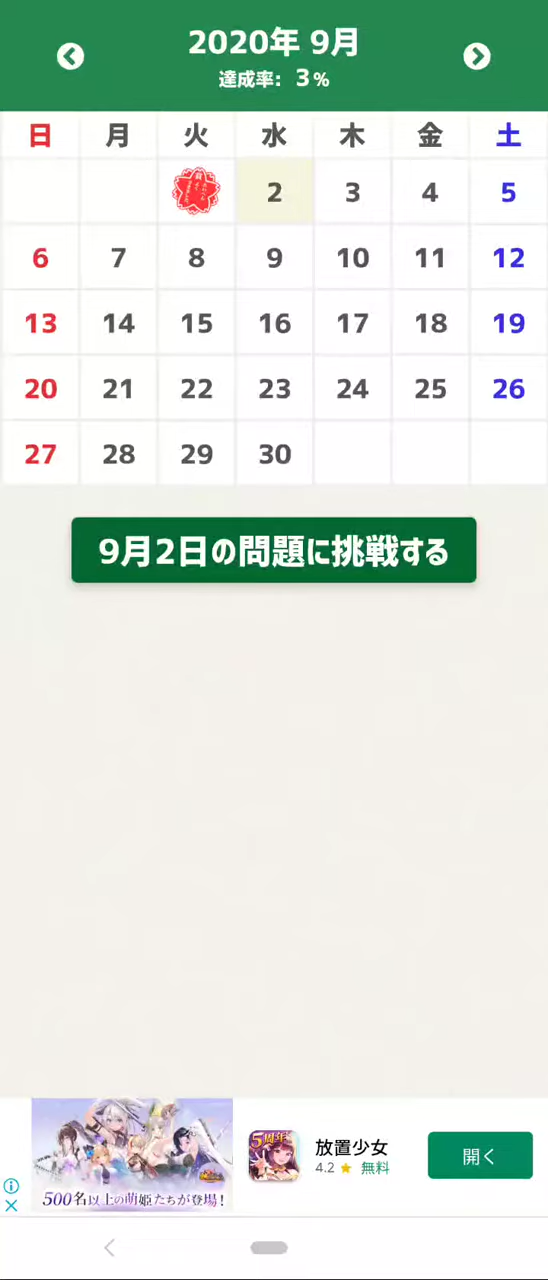 2020年 9月
達成率: 3%
日 月 火 水 木 金 土
2 3 4 5
6 7 8 9 10 11 12
13 14 15 16 17 18 19
20 21 22 23 24 25 26
27 28 29 30
9月2日の問題に挑戦する
5周年
放置少女
4.2 ★ 無料
開く
500名以上の萌姫たちが登場!